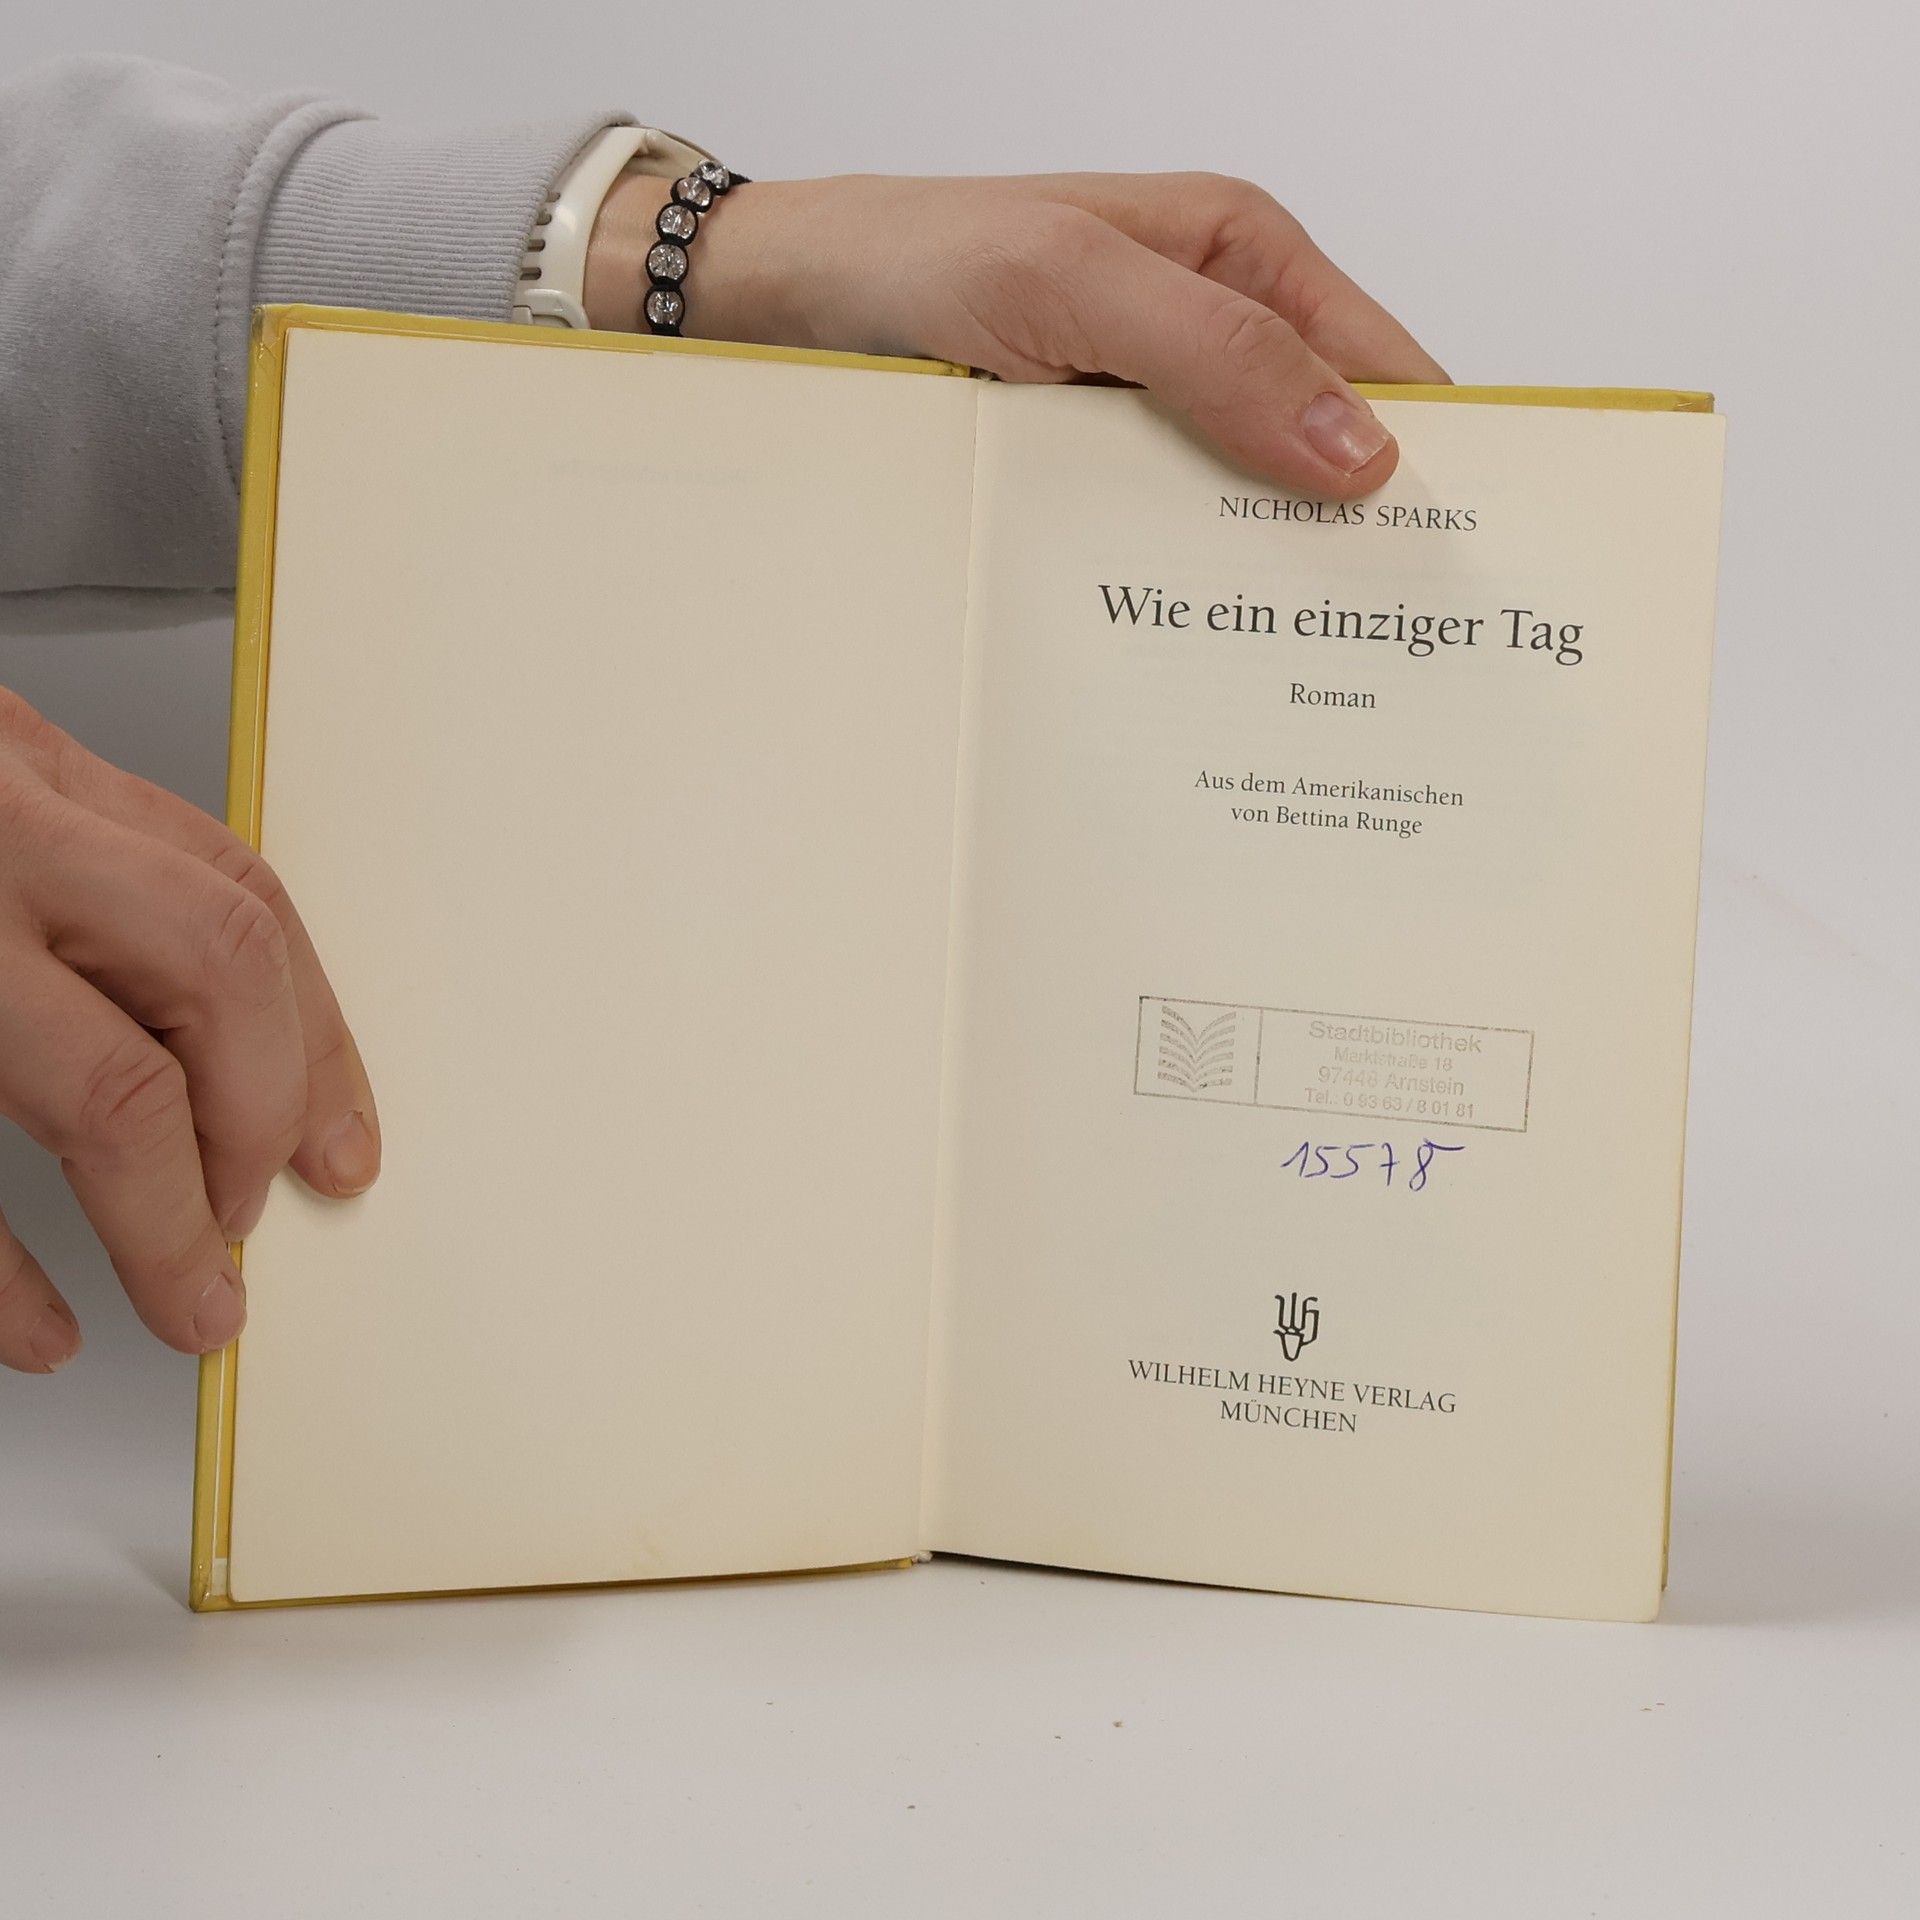 NICHOLAS SPARKS
Wie ein einziger Tag
Roman
Aus dem Amerikanischen
von Bettina Runge
Stadtbibliothek
Marktstraße 18
97448 Arnstein
Tel.: 0 93 63 / 8 01 81
15578
WILHELM HEYNE VERLAG
MÜNCHEN